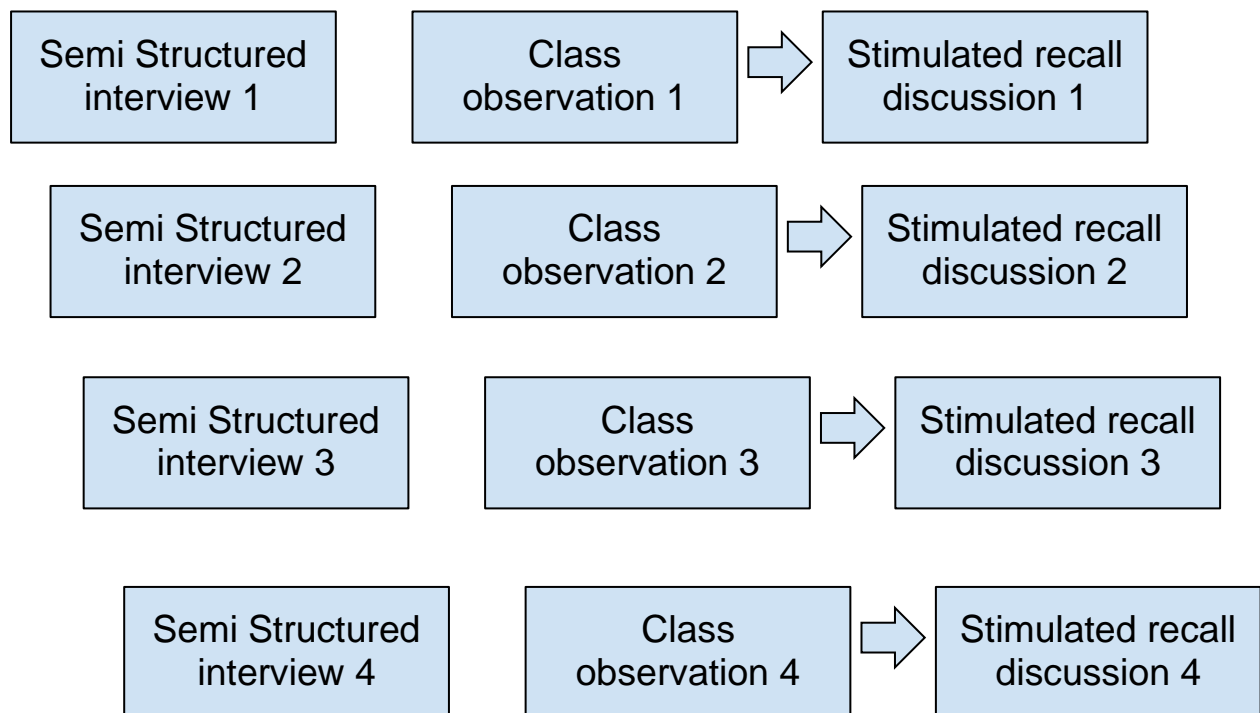 Semi Structured
interview 1
Class
observation 1
Stimulated recall
discussion 1
Semi Structured
interview 2
Class
observation 2
Stimulated recall
discussion 2
Semi Structured
interview 3
Class
observation 3
Stimulated recall
discussion 3
Semi Structured
interview 4
Class
observation 4
Stimulated recall
discussion 4